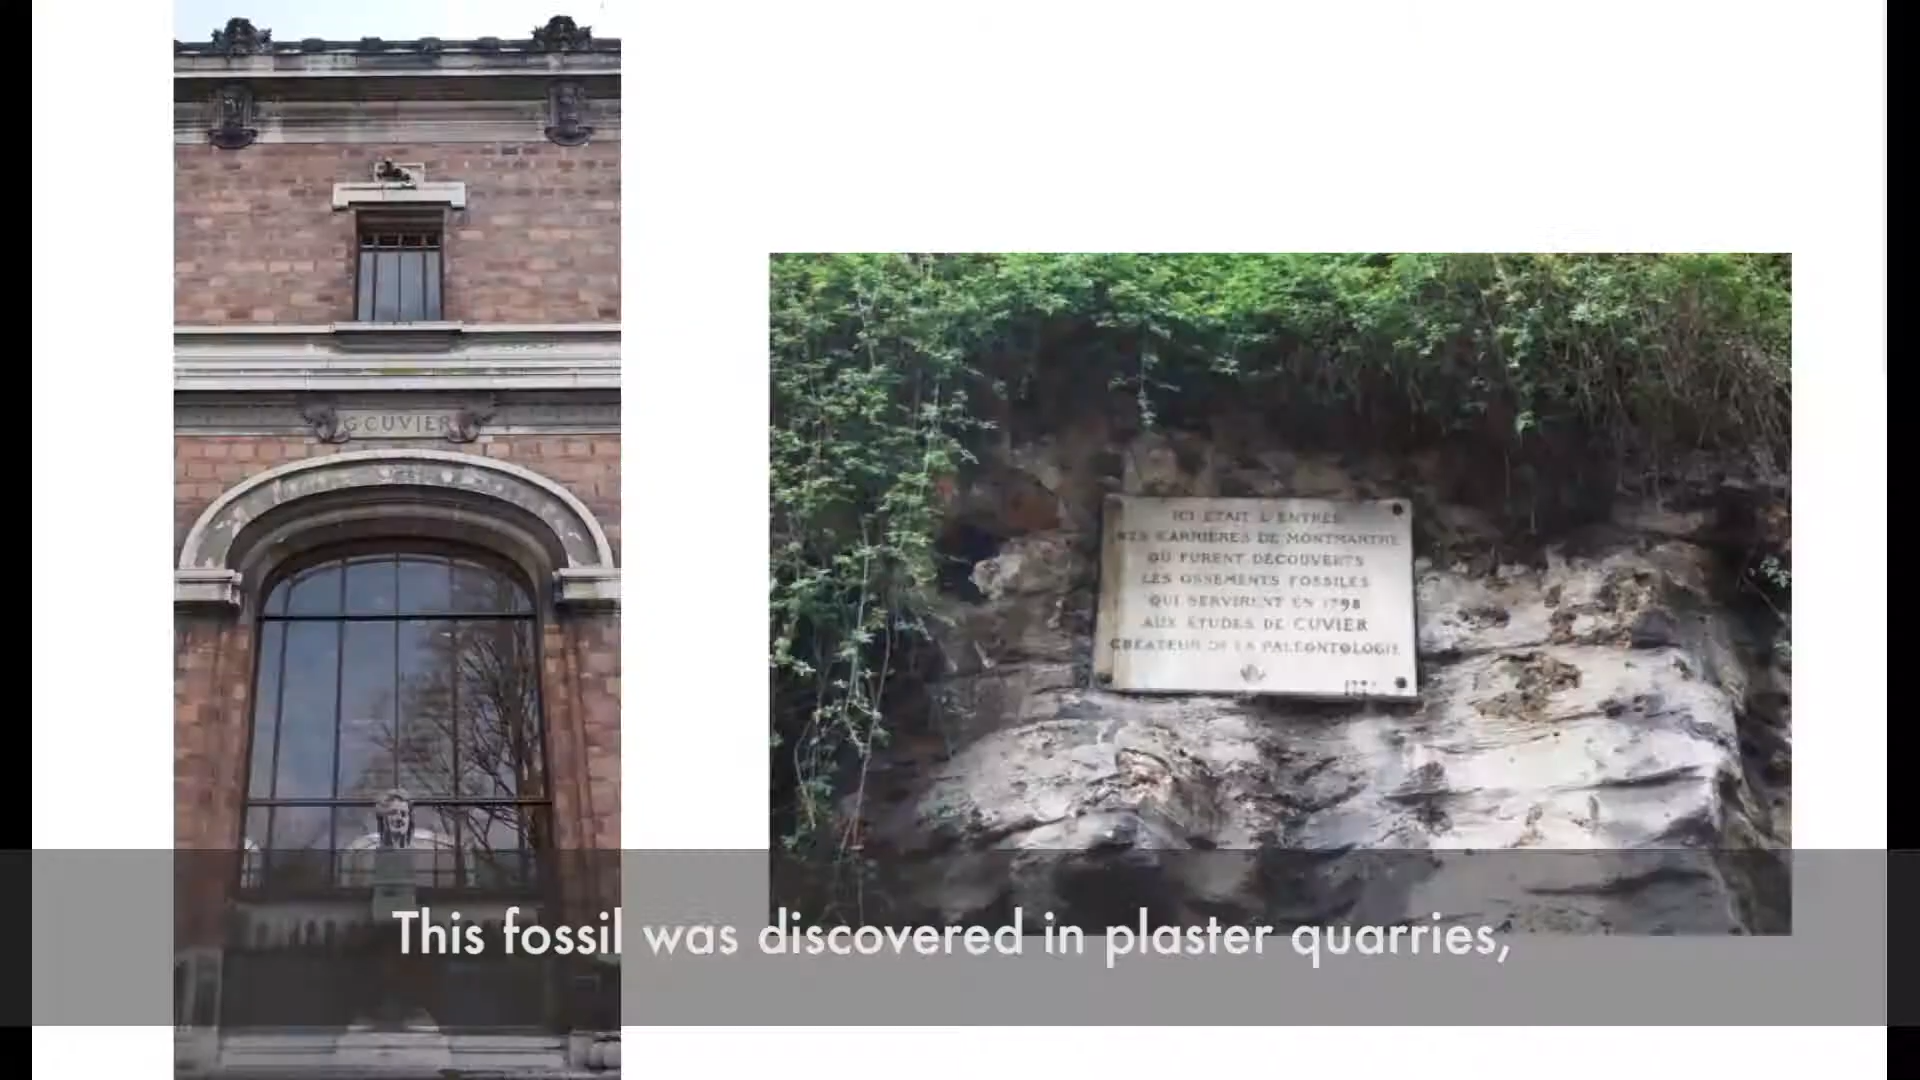 G CUVIER
ICI ÉTAIT L'ENTRÉE
DES CARRIÈRES DE MONTMARTRE
OÙ FURENT DÉCOUVERTS
LES OSSEMENTS FOSSILES
QUI SERVIRENT EN 1798
AUX ÉTUDES DE CUVIER
CRÉATEUR DE LA PALÉONTOLOGIE
This fossil was discovered in plaster quarries,